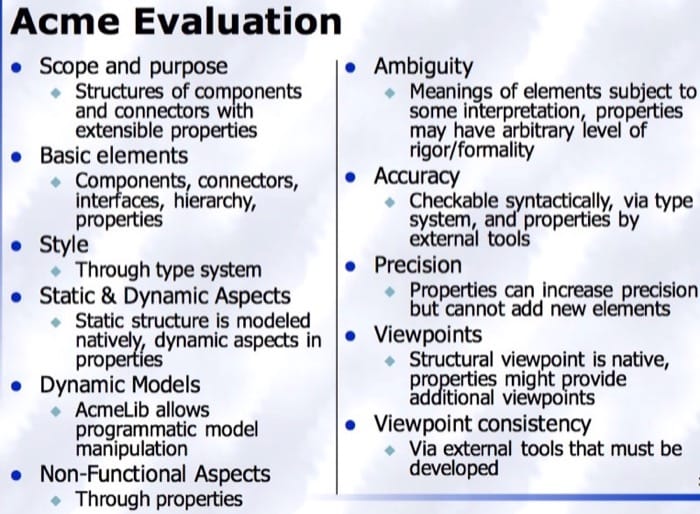 Acme Evaluation
Scope and purpose
Structures of components
and connectors with
extensible properties
Basic elements
Components, connectors,
interfaces, hierarchy,
properties
Style
Through type system
Static & Dynamic Aspects
Static structure is modeled
natively, dynamic aspects in
properties
Dynamic Models
AcmeLib allows
programmatic model
manipulation
Non-Functional Aspects
Through properties
Ambiguity
Meanings of elements subject to
some interpretation, properties
may have arbitrary level of
rigor/formality
Accuracy
Checkable syntactically, via type
system, and properties by
external tools
Precision
Properties can increase precision
but cannot add new elements
Viewpoints
Structural viewpoint is native,
properties might provide
additional viewpoints
Viewpoint consistency
Via external tools that must be
developed